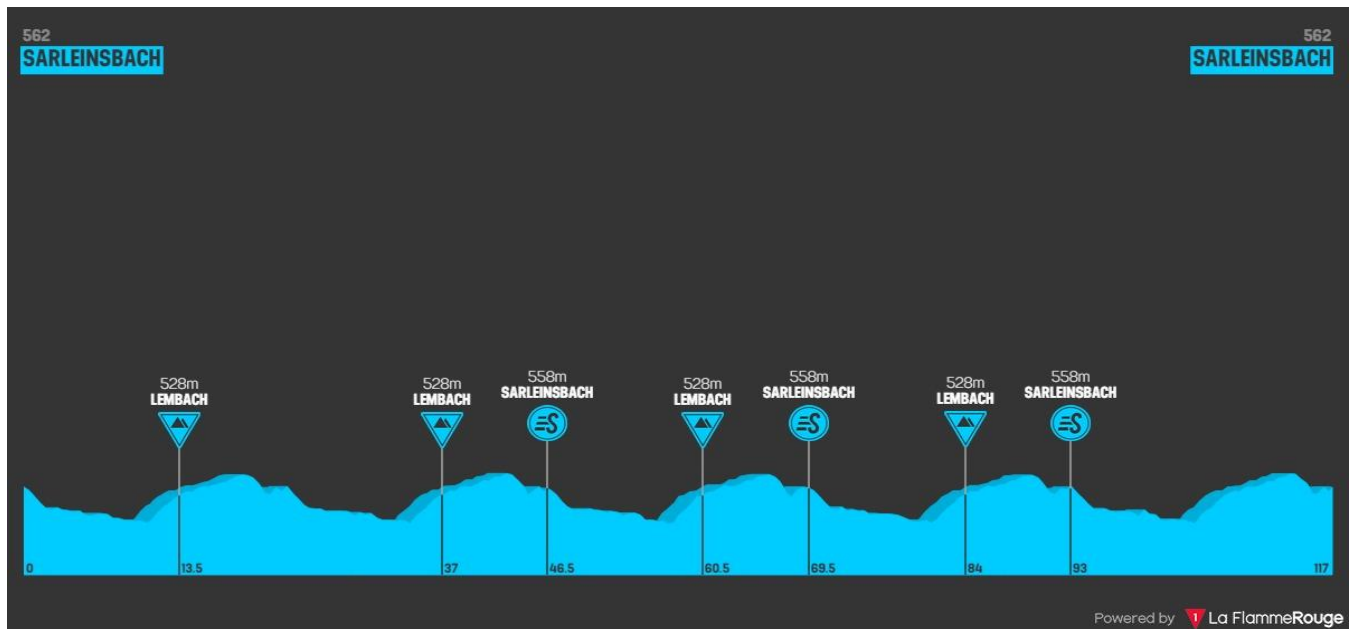 562
SARLEINSBACH
562
SARLEINSBACH
528m
LEMBACH
528m
LEMBACH
558m
SARLEINSBACH
528m
LEMBACH
558m
SARLEINSBACH
528m
LEMBACH
558m
SARLEINSBACH
S
S
S
0
13.5
37
46.5
60.5
69.5
84
93
117
Powered by 1 La FlammeRouge